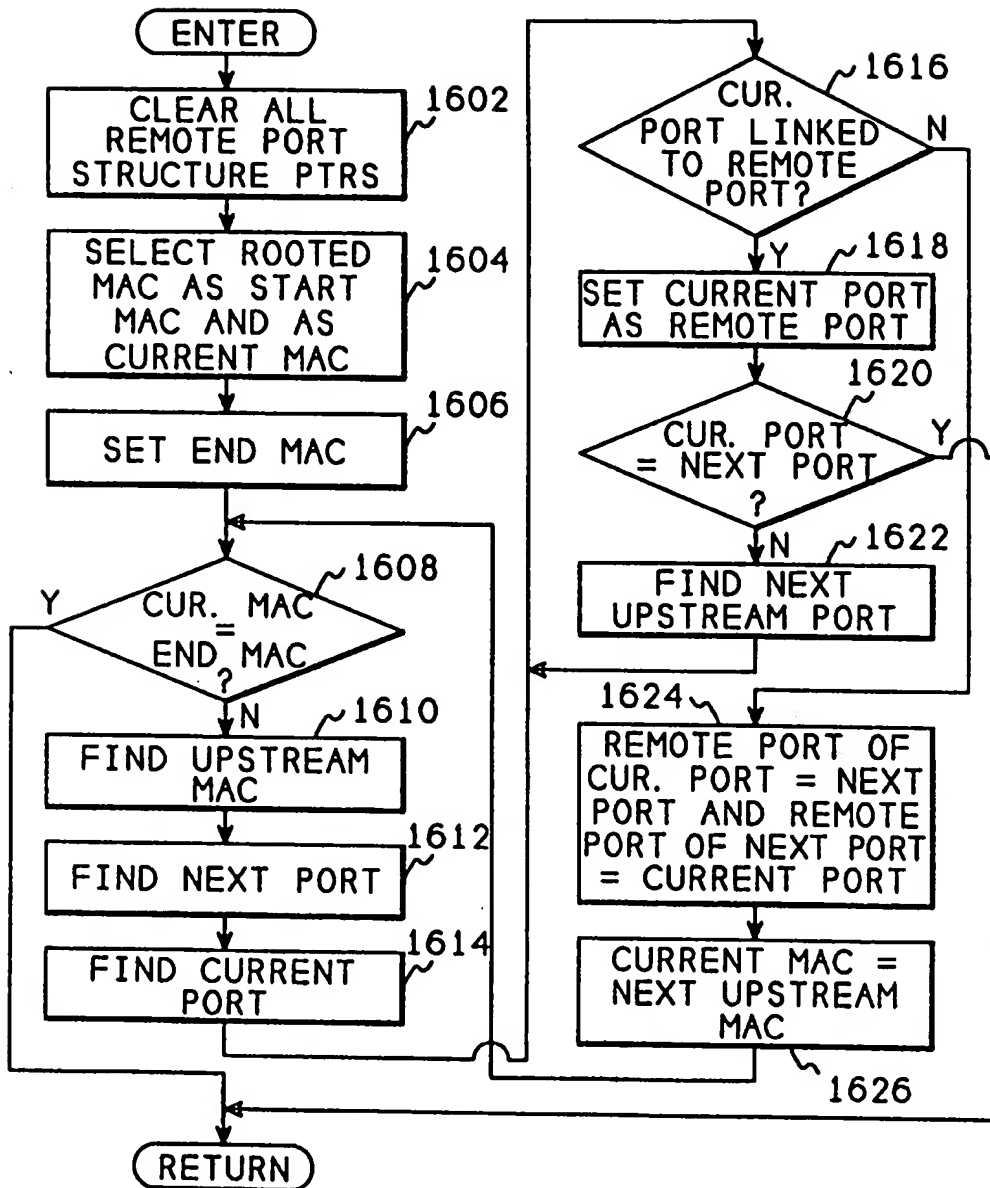 ENTER
CLEAR ALL
REMOTE PORT
STRUCTURE PTRS
1602
SELECT ROOTED
MAC AS START
MAC AND AS
CURRENT MAC
1604
SET END MAC
1606
CUR. MAC
=
END MAC
?
1608
Y
N
FIND UPSTREAM
MAC
1610
FIND NEXT PORT
1612
FIND CURRENT
PORT
1614
RETURN
CUR.
PORT LINKED
TO REMOTE
PORT?
1616
N
Y
SET CURRENT PORT
AS REMOTE PORT
1618
CUR. PORT
= NEXT PORT
?
1620
Y
N
FIND NEXT
UPSTREAM PORT
1622
REMOTE PORT OF
CUR. PORT = NEXT
PORT AND REMOTE
PORT OF NEXT PORT
= CURRENT PORT
1624
CURRENT MAC =
NEXT UPSTREAM
MAC
1626